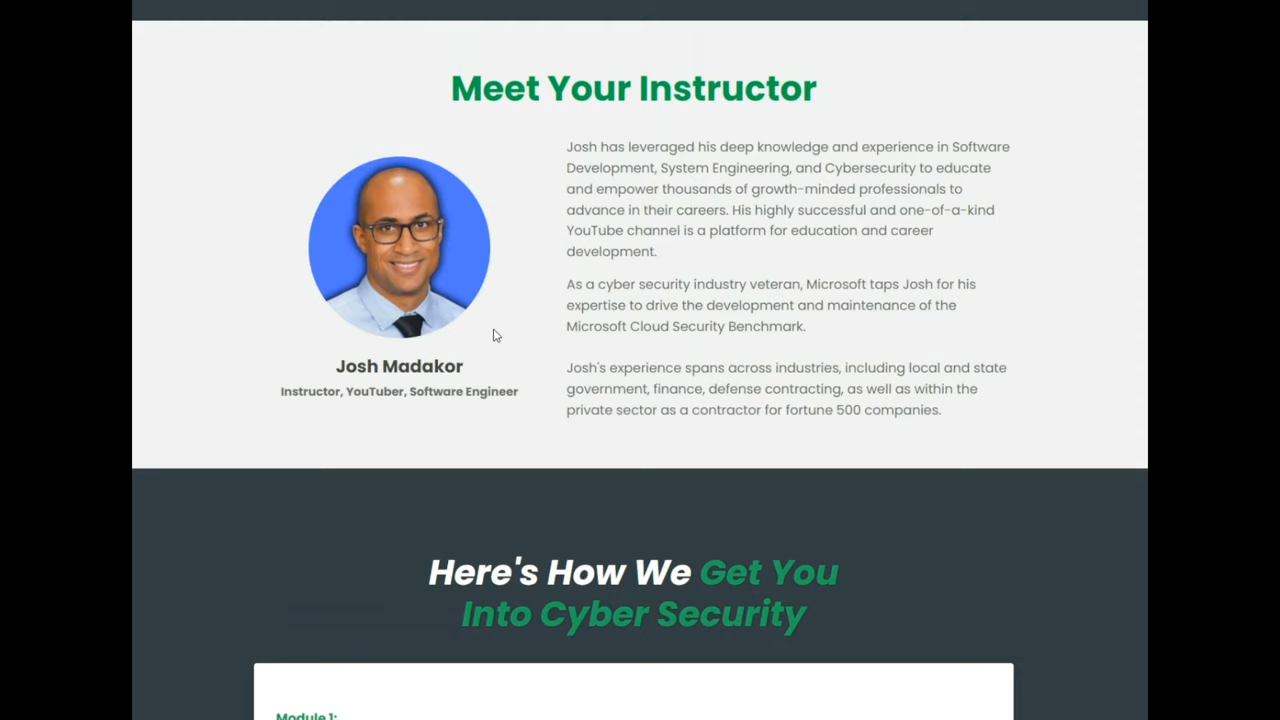 Meet Your Instructor
Josh has leveraged his deep knowledge and experience in Software
Development, System Engineering, and Cybersecurity to educate
and empower thousands of growth-minded professionals to
advance in their careers. His highly successful and one-of-a-kind
YouTube channel is a platform for education and career
development.
As a cyber security industry veteran, Microsoft taps Josh for his
expertise to drive the development and maintenance of the
Microsoft Cloud Security Benchmark.
Josh's experience spans across industries, including local and state
government, finance, defense contracting, as well as within the
private sector as a contractor for fortune 500 companies.
Josh Madakor
Instructor, YouTuber, Software Engineer
Here's How We Get You
Into Cyber Security
Module 1: